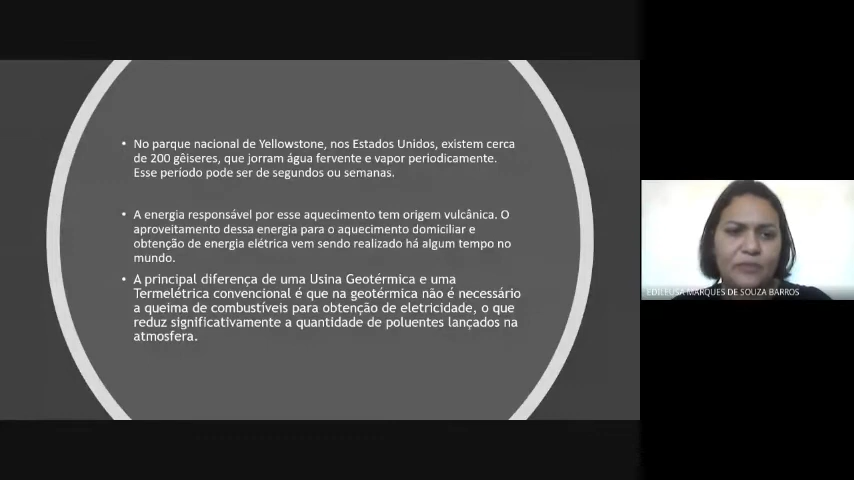 • No parque nacional de Yellowstone, nos Estados Unidos, existem cerca
de 200 gêiseres, que jorram água fervente e vapor periodicamente.
Esse período pode ser de segundos ou semanas.
• A energia responsável por esse aquecimento tem origem vulcânica. O
aproveitamento dessa energia para o aquecimento domiciliar e
obtenção de energia elétrica vem sendo realizado há algum tempo no
mundo.
• A principal diferença de uma Usina Geotérmica e uma
Termelétrica convencional é que na geotérmica não é necessário
a queima de combustíveis para obtenção de eletricidade, o que
reduz significativamente a quantidade de poluentes lançados na
atmosfera.
EDILEUSA MARQUES DE SOUZA BARROS